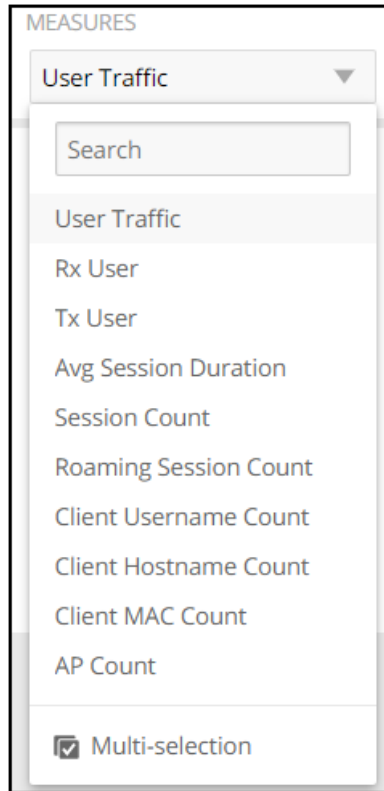 MEASURES
User Traffic
Search
User Traffic
Rx User
Tx User
Avg Session Duration
Session Count
Roaming Session Count
Client Username Count
Client Hostname Count
Client MAC Count
AP Count
Multi-selection